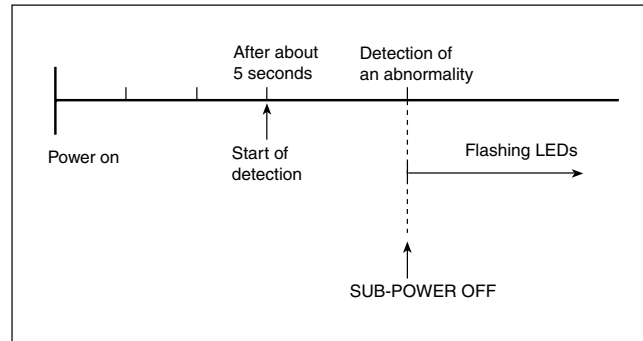 After about
5 seconds
Detection of
an abnormality
Power on
Start of
detection
Flashing LEDs
SUB-POWER OFF